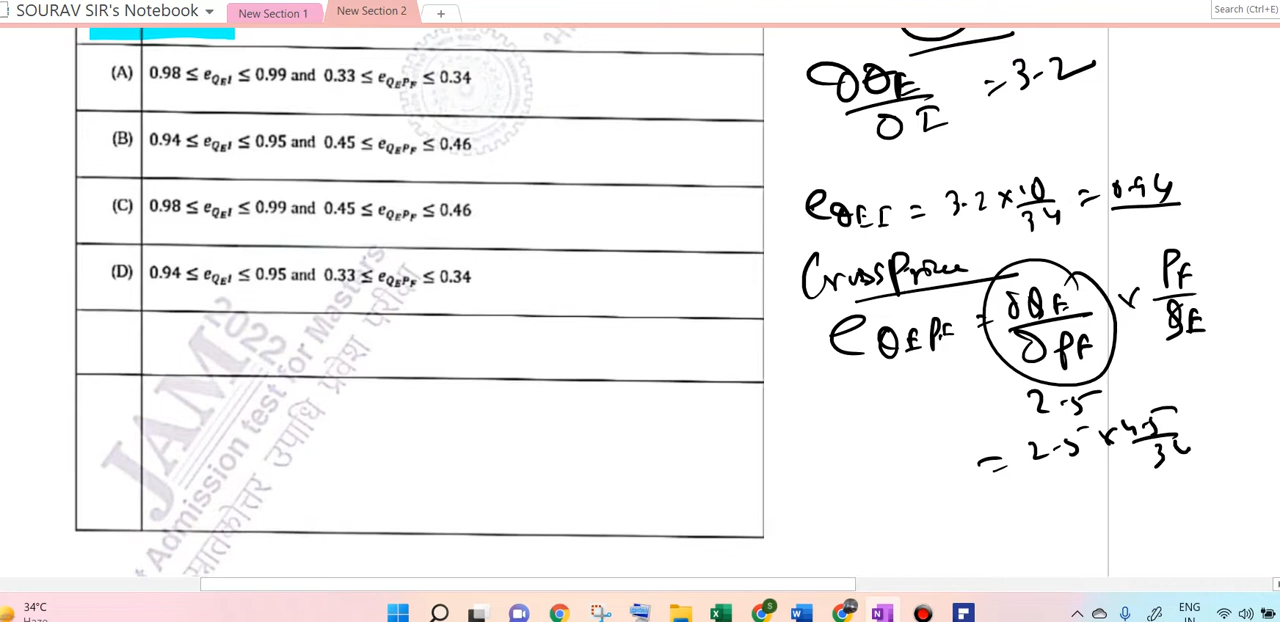 SOURAV SIR's Notebook New Section 1 New Section 2 + Search (Ctrl+E)
(A) 0.98 ≤ e_{Q_E I} ≤ 0.99 and 0.33 ≤ e_{Q_E P_F} ≤ 0.34
(B) 0.94 ≤ e_{Q_E I} ≤ 0.95 and 0.45 ≤ e_{Q_E P_F} ≤ 0.46
(C) 0.98 ≤ e_{Q_E I} ≤ 0.99 and 0.45 ≤ e_{Q_E P_F} ≤ 0.46
(D) 0.94 ≤ e_{Q_E I} ≤ 0.95 and 0.33 ≤ e_{Q_E P_F} ≤ 0.34
∂QE/∂I = 3.2
eQEI = 3.2 × 10/34 = 0.94
Cross Price
eQEPF = ∂QE/∂PF × PF/QE
2.5
= 2.5 × 4.5/34
JAM 2022
Admission test for Masters
स्नातकोत्तर उपाधि प्रवेश परीक्षा
34°C
Haze
ENG
IN